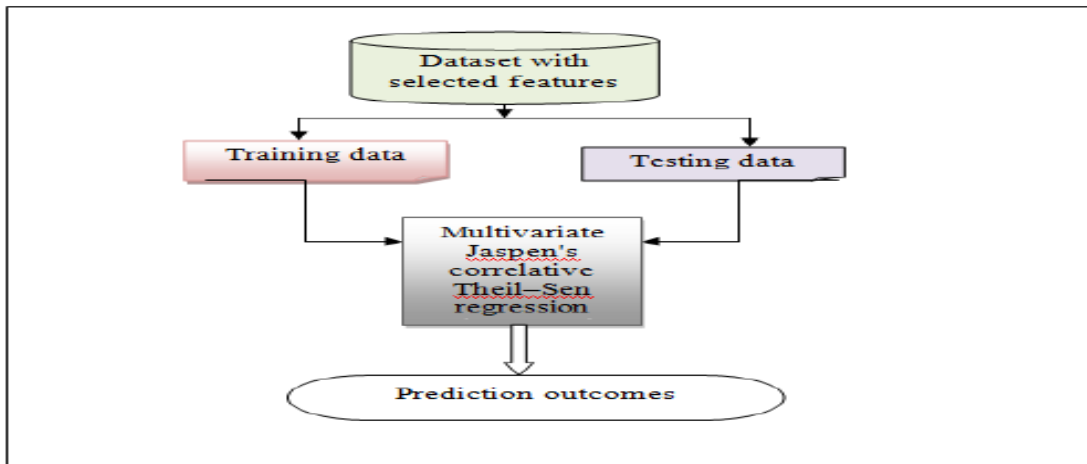 Dataset with
selected features
Training data
Testing data
Multivariate
Jaspen's
correlative
Theil–Sen
regression
Prediction outcomes